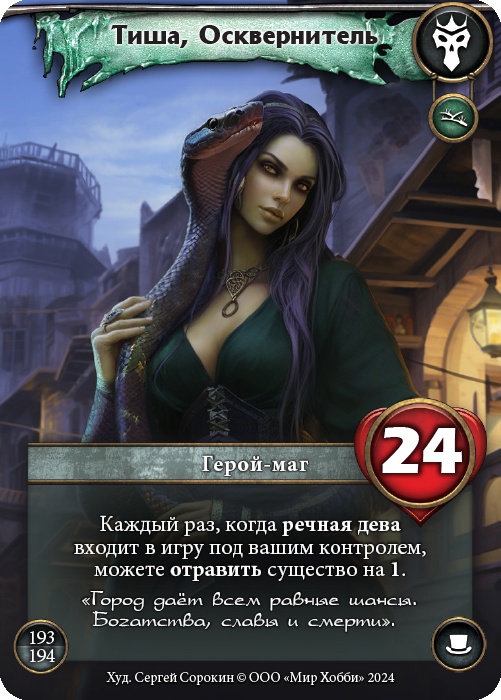 Тиша, Осквернитель
24
Герой-маг
Каждый раз, когда речная дева
входит в игру под вашим контролем,
можете отравить существо на 1.
«Город даёт всем равные шансы.
Богатства, славы и смерти».
193
194
Худ. Сергей Сорокин © ООО «Мир Хобби» 2024